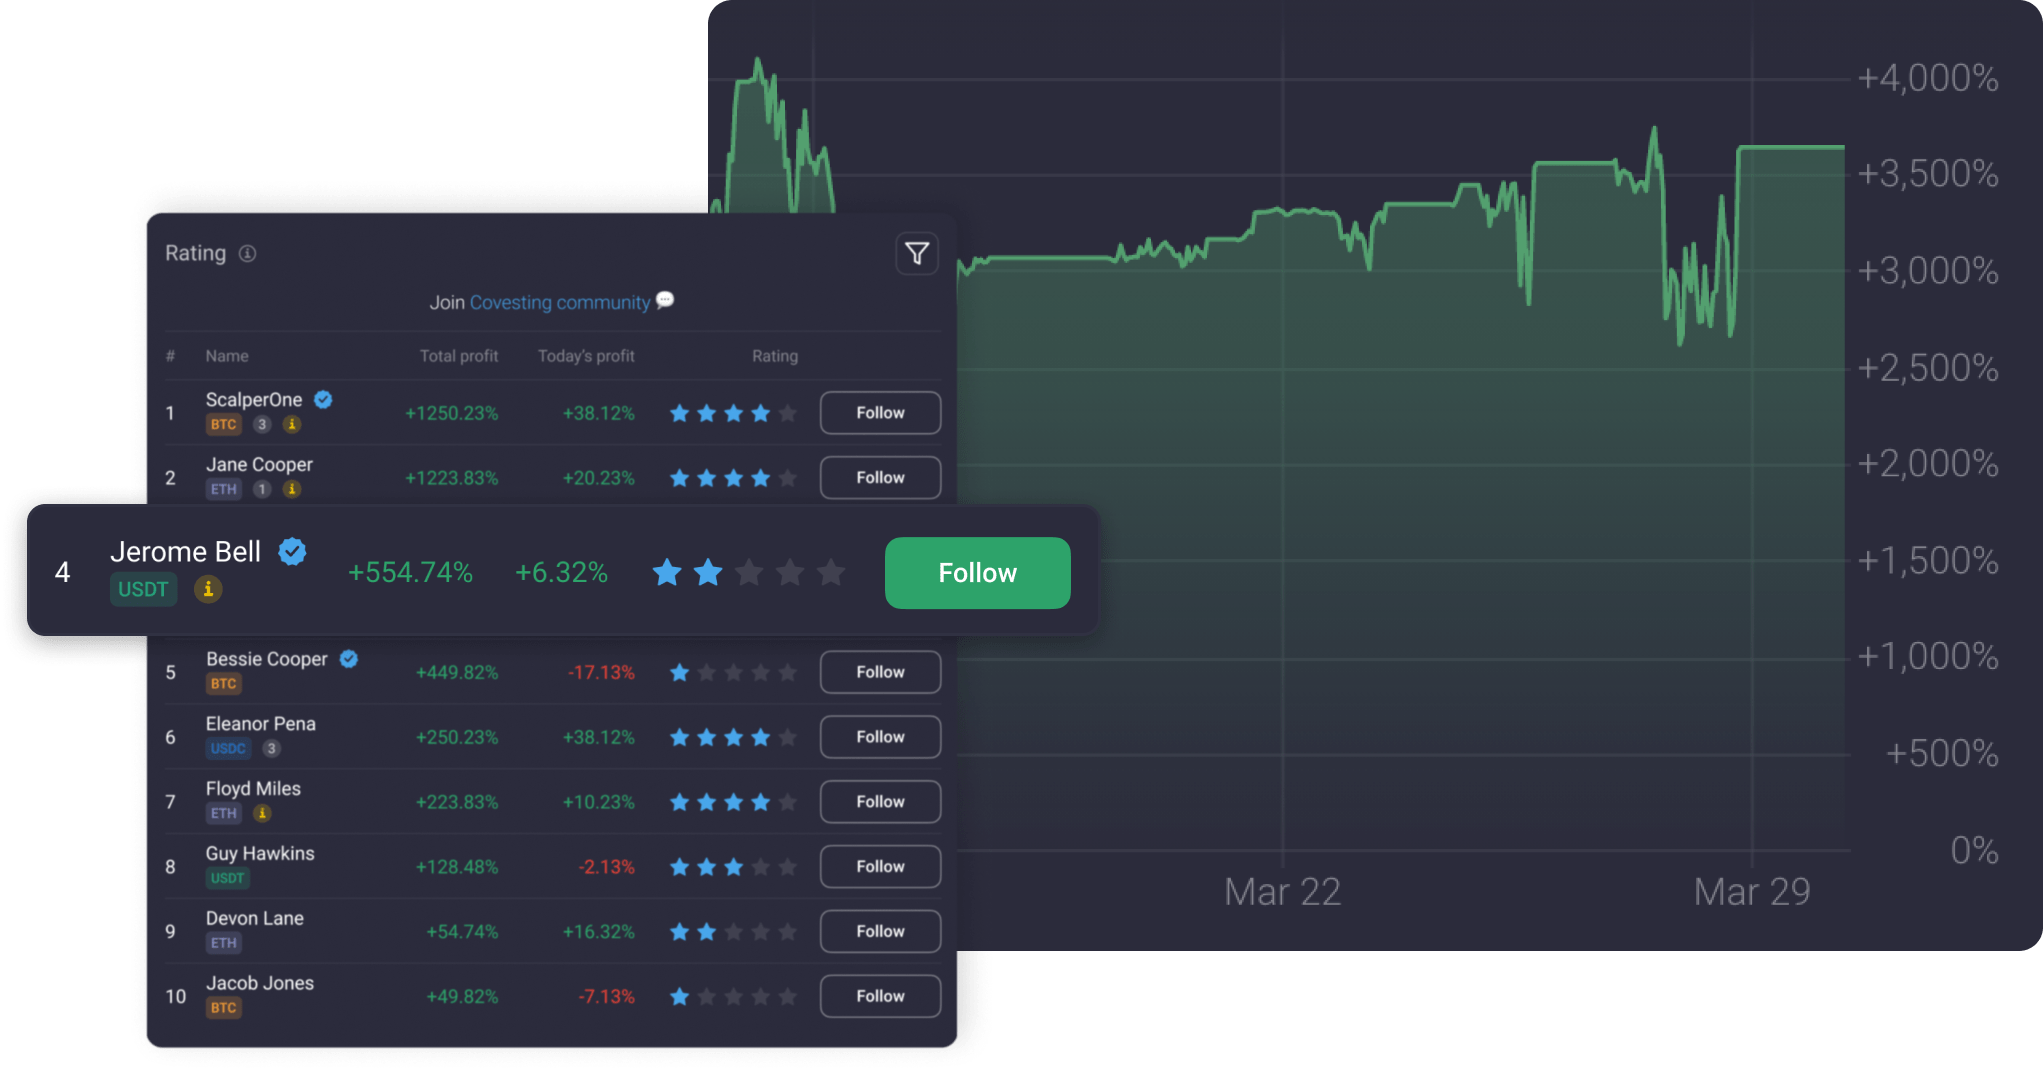 Rating
Join Covesting community
# Name Total profit Today's profit Rating
1 ScalperOne +1250.23% +38.12% Follow
BTC 3
2 Jane Cooper +1223.83% +20.23% Follow
ETH 1
4 Jerome Bell +554.74% +6.32% Follow
USDT
5 Bessie Cooper +449.82% -17.13% Follow
BTC
6 Eleanor Pena +250.23% +38.12% Follow
USDC 3
7 Floyd Miles +223.83% +10.23% Follow
ETH
8 Guy Hawkins +128.48% -2.13% Follow
USDT
9 Devon Lane +54.74% +16.32% Follow
ETH
10 Jacob Jones +49.82% -7.13% Follow
BTC
+4,000%
+3,500%
+3,000%
+2,500%
+2,000%
+1,500%
+1,000%
+500%
0%
Mar 22 Mar 29